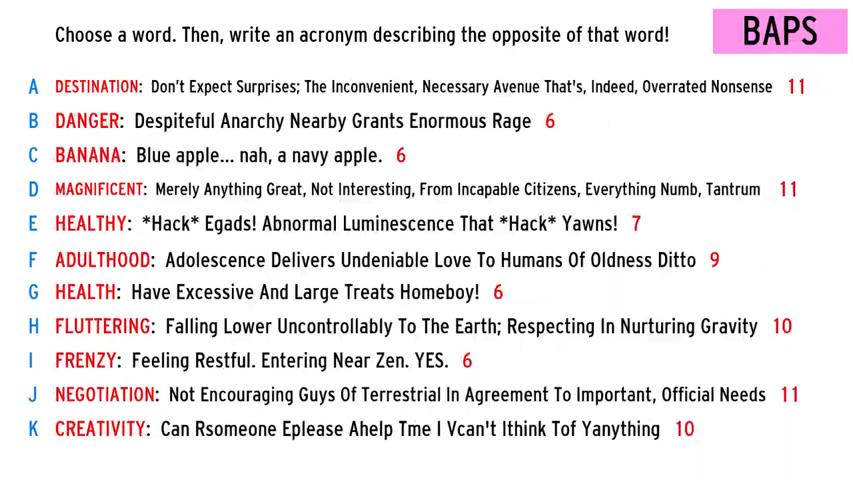 Choose a word. Then, write an acronym describing the opposite of that word!
BAPS
A DESTINATION: Don't Expect Surprises; The Inconvenient, Necessary Avenue That's, Indeed, Overrated Nonsense 11
B DANGER: Despiteful Anarchy Nearby Grants Enormous Rage 6
C BANANA: Blue apple... nah, a navy apple. 6
D MAGNIFICENT: Merely Anything Great, Not Interesting, From Incapable Citizens, Everything Numb, Tantrum 11
E HEALTHY: *Hack* Egads! Abnormal Luminescence That *Hack* Yawns! 7
F ADULTHOOD: Adolescence Delivers Undeniable Love To Humans Of Oldness Ditto 9
G HEALTH: Have Excessive And Large Treats Homeboy! 6
H FLUTTERING: Falling Lower Uncontrollably To The Earth; Respecting In Nurturing Gravity 10
I FRENZY: Feeling Restful. Entering Near Zen. YES. 6
J NEGOTIATION: Not Encouraging Guys Of Terrestrial In Agreement To Important, Official Needs 11
K CREATIVITY: Can Rsomeone Eplease Ahelp Tme I Vcan't Ithink Tof Yanything 10